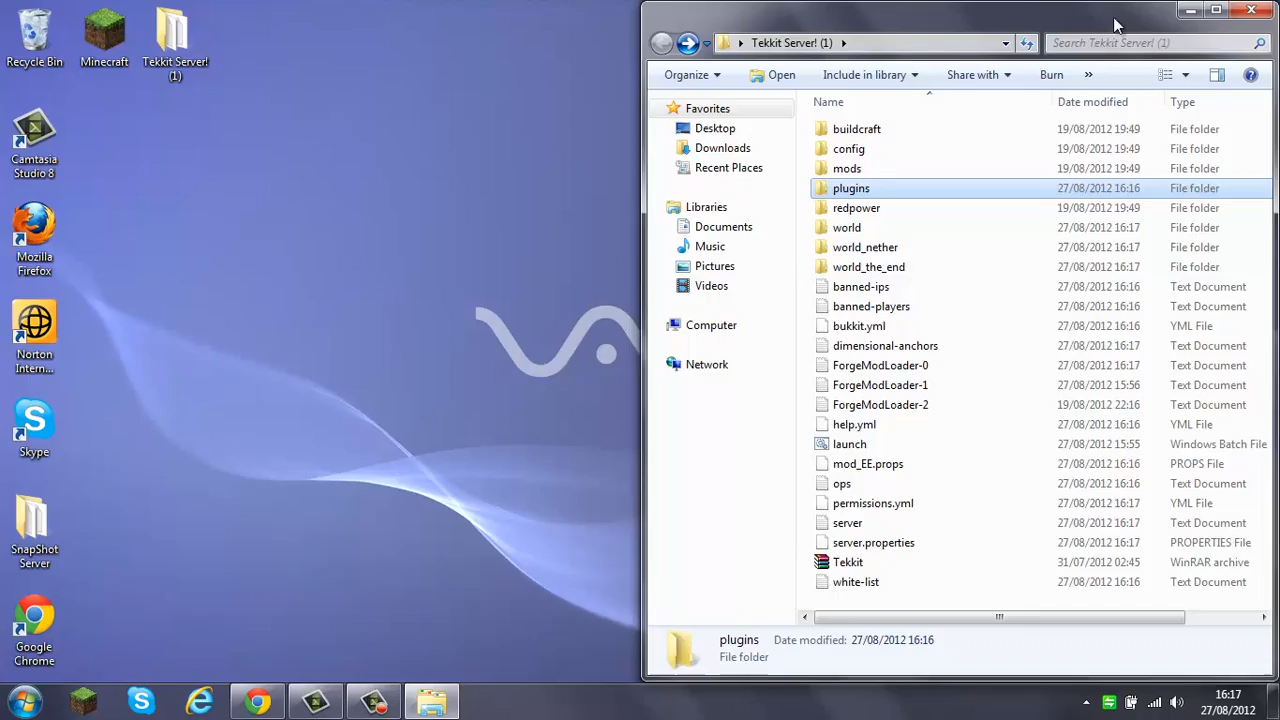 Recycle Bin
Minecraft
Tekkit Server!
(1)
Camtasia
Studio 8
Mozilla
Firefox
Norton
Intern...
Skype
SnapShot
Server
Google
Chrome
Tekkit Server! (1)
Search Tekkit Server! (1)
Organize
Open
Include in library
Share with
Burn
»
Favorites
Desktop
Downloads
Recent Places
Libraries
Documents
Music
Pictures
Videos
Computer
Network
Name Date modified Type
buildcraft 19/08/2012 19:49 File folder
config 19/08/2012 19:49 File folder
mods 19/08/2012 19:49 File folder
plugins 27/08/2012 16:16 File folder
redpower 19/08/2012 19:49 File folder
world 27/08/2012 16:17 File folder
world_nether 27/08/2012 16:17 File folder
world_the_end 27/08/2012 16:17 File folder
banned-ips 27/08/2012 16:16 Text Document
banned-players 27/08/2012 16:16 Text Document
bukkit.yml 27/08/2012 16:16 YML File
dimensional-anchors 27/08/2012 16:16 Text Document
ForgeModLoader-0 27/08/2012 16:17 Text Document
ForgeModLoader-1 27/08/2012 15:56 Text Document
ForgeModLoader-2 19/08/2012 22:16 Text Document
help.yml 27/08/2012 16:16 YML File
launch 27/08/2012 15:55 Windows Batch File
mod_EE.props 27/08/2012 16:16 PROPS File
ops 27/08/2012 16:16 Text Document
permissions.yml 27/08/2012 16:17 YML File
server 27/08/2012 16:17 Text Document
server.properties 27/08/2012 16:17 PROPERTIES File
Tekkit 31/07/2012 02:45 WinRAR archive
white-list 27/08/2012 16:16 Text Document
plugins Date modified: 27/08/2012 16:16
File folder
16:17
27/08/2012